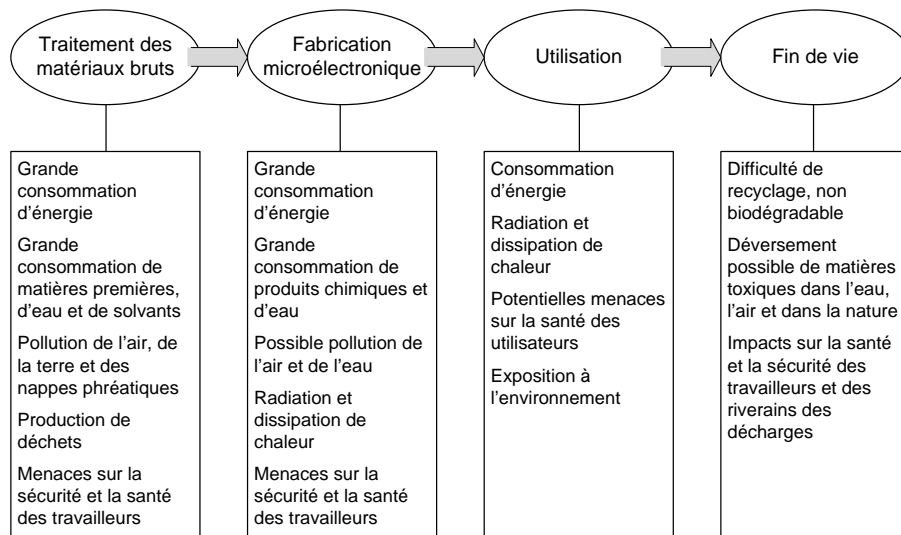 Traitement des
matériaux bruts
Fabrication
microélectronique
Utilisation
Fin de vie
Grande
consommation
d'énergie
Grande
consommation de
matières premières,
d'eau et de solvants
Pollution de l'air, de
la terre et des
nappes phréatiques
Production de
déchets
Menaces sur la
sécurité et la santé
des travailleurs
Grande
consommation
d'énergie
Grande
consommation de
produits chimiques et
d'eau
Possible pollution de
l'air et de l'eau
Radiation et
dissipation de
chaleur
Menaces sur la
sécurité et la santé
des travailleurs
Consommation
d'énergie
Radiation et
dissipation de
chaleur
Potentielles menaces
sur la santé des
utilisateurs
Exposition à
l'environnement
Difficulté de
recyclage, non
biodégradable
Déversement
possible de matières
toxiques dans l'eau,
l'air et dans la nature
Impacts sur la santé
et la sécurité des
travailleurs et des
riverains des
décharges